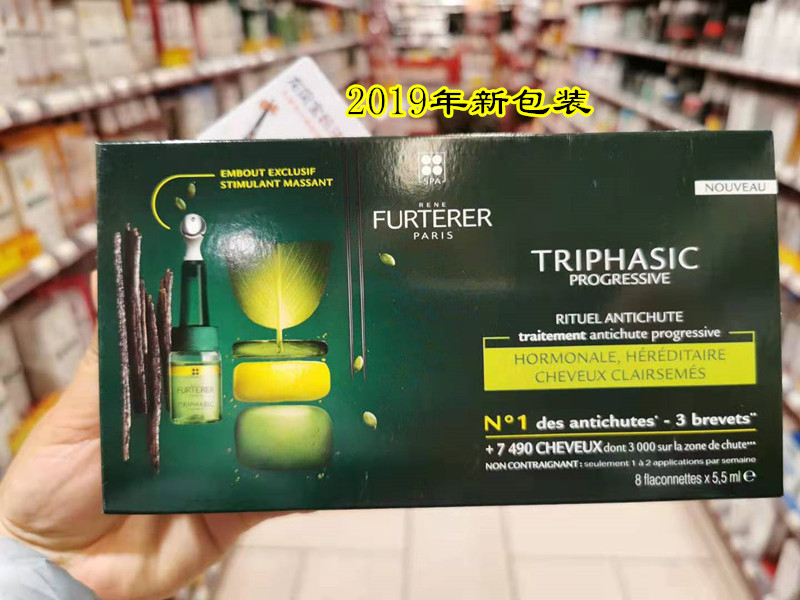 2019年新包装
EMBOUT EXCLUSIF
STIMULANT MASSANT
SPA
RENE
FURTERER
PARIS
NOUVEAU
TRIPHASIC
PROGRESSIVE
RITUEL ANTICHUTE
traitement antichute progressive
HORMONALE, HÉRÉDITAIRE
CHEVEUX CLAIRSEMÉS
N°1 des antichutes* - 3 brevets**
+ 7 490 CHEVEUX dont 3 000 sur la zone de chute***
NON CONTRAIGNANT : seulement 1 à 2 applications par semaine
8 flaconnettes x 5,5 ml e
FURTERER
TRIPHASIC